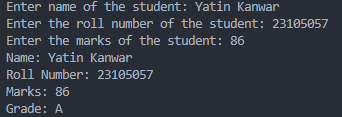 Enter name of the student: Yatin Kanwar
Enter the roll number of the student: 23105057
Enter the marks of the student: 86
Name: Yatin Kanwar
Roll Number: 23105057
Marks: 86
Grade: A